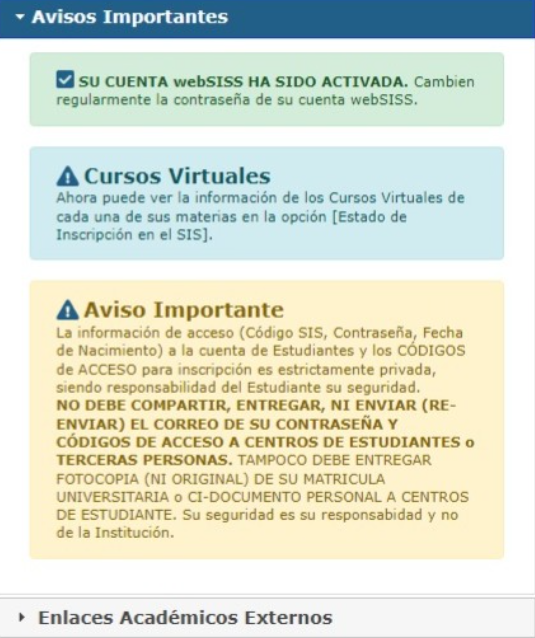 Avisos Importantes
SU CUENTA webSISS HA SIDO ACTIVADA. Cambien
regularmente la contraseña de su cuenta webSISS.
Cursos Virtuales
Ahora puede ver la información de los Cursos Virtuales de
cada una de sus materias en la opción [Estado de
Inscripción en el SIS].
Aviso Importante
La información de acceso (Código SIS, Contraseña, Fecha
de Nacimiento) a la cuenta de Estudiantes y los CÓDIGOS
de ACCESO para inscripción es estrictamente privada,
siendo responsabilidad del Estudiante su seguridad.
NO DEBE COMPARTIR, ENTREGAR, NI ENVIAR (RE-
ENVIAR) EL CORREO DE SU CONTRASEÑA Y
CÓDIGOS DE ACCESO A CENTROS DE ESTUDIANTES o
TERCERAS PERSONAS. TAMPOCO DEBE ENTREGAR
FOTOCOPIA (NI ORIGINAL) DE SU MATRICULA
UNIVERSITARIA o CI-DOCUMENTO PERSONAL A CENTROS
DE ESTUDIANTE. Su seguridad es su responsabidad y no
de la Institución.
Enlaces Académicos Externos